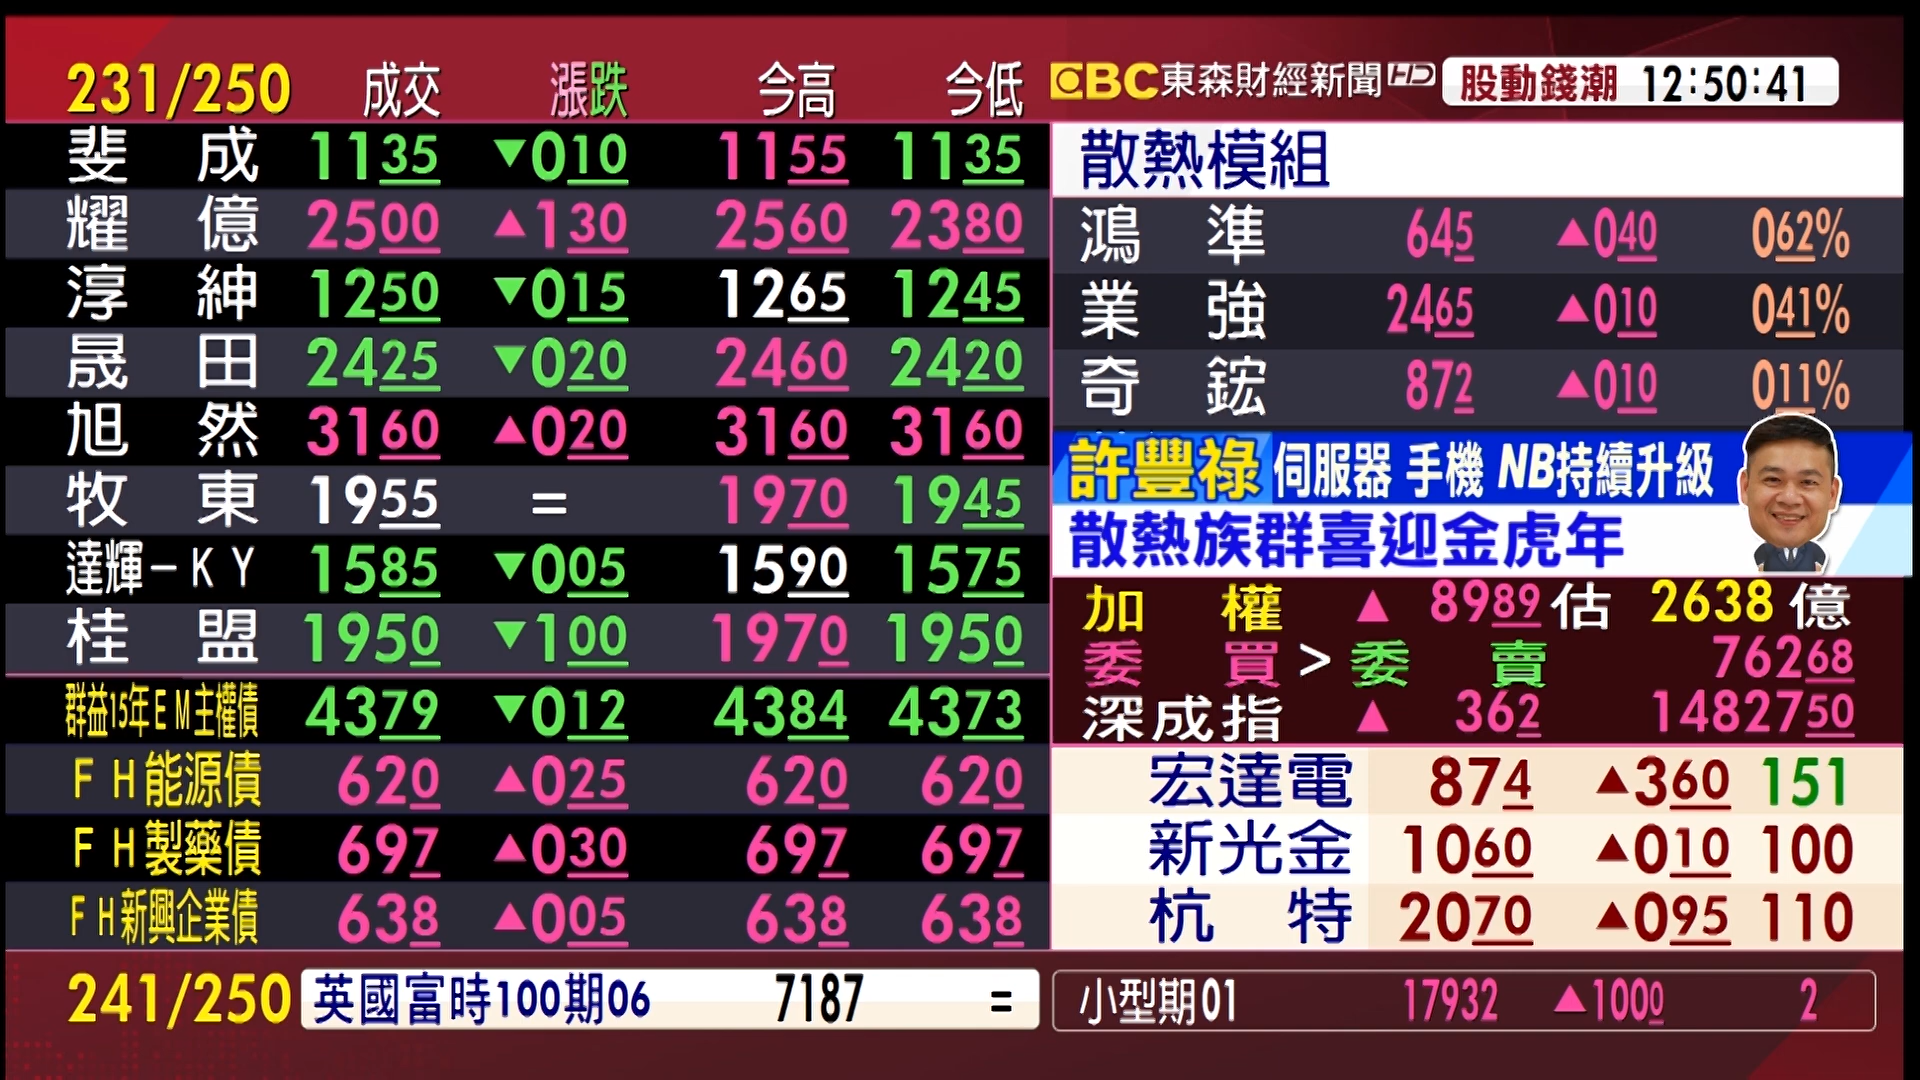 231/250 成交 漲跌 今高 今低
斐成 1135 ▼010 1155 1135
耀億 2500 ▲130 2560 2380
淳紳 1250 ▼015 1265 1245
晟田 2425 ▼020 2460 2420
旭然 3160 ▲020 3160 3160
牧東 1955 = 1970 1945
達輝－KY 1585 ▼005 1590 1575
桂盟 1950 ▼100 1970 1950
群益15年EM主權債 4379 ▼012 4384 4373
FH能源債 620 ▲025 620 620
FH製藥債 697 ▲030 697 697
FH新興企業債 638 ▲005 638 638
241/250 英國富時100期06 7187 =
EBC東森財經新聞HD 股動錢潮 12:50:41
散熱模組
鴻準 645 ▲040 062%
業強 2465 ▲010 041%
奇鋐 872 ▲010 011%
許豐祿 伺服器 手機 NB持續升級
散熱族群喜迎金虎年
加權 ▲ 8989 估 2638 億
委買>委賣 76268
深成指 ▲ 362 1482750
宏達電 874 ▲360 151
新光金 1060 ▲010 100
杭特 2070 ▲095 110
小型期01 17932 ▲1000 2